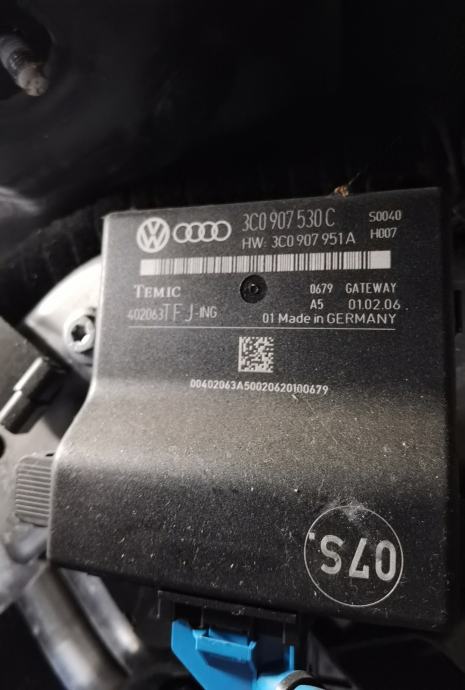 3C0 907 530 C S0040
HW: 3C0 907 951 A H007
TEMIC 0679 GATEWAY
A5 01.02.06
402063TFJ-ING 01 Made in GERMANY
00402063A50020620100679
07S.